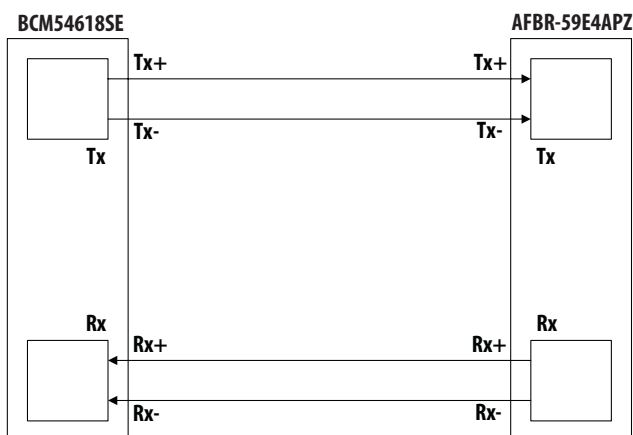 BCM54618SE AFBR-59E4APZ
Tx+ Tx+
Tx- Tx-
Tx Tx
Rx Rx
Rx+ Rx+
Rx- Rx-